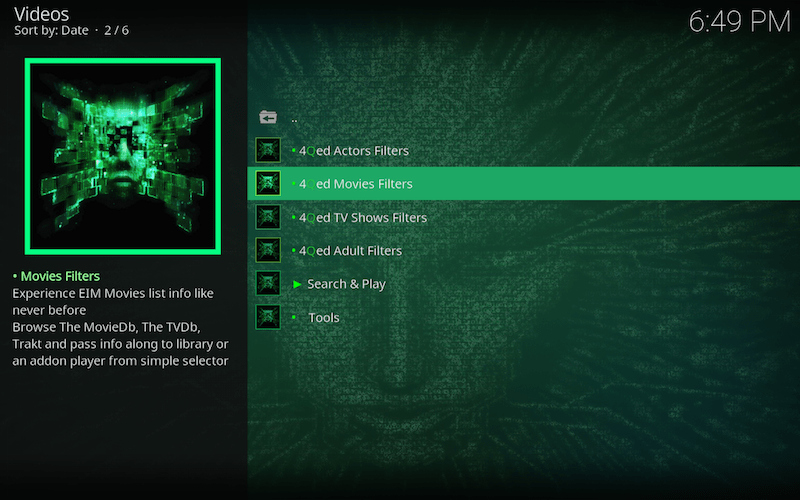 Videos
Sort by: Date · 2 / 6
6:49 PM
..
• 4Qed Actors Filters
• 4Qed Movies Filters
• 4Qed TV Shows Filters
• 4Qed Adult Filters
▶ Search & Play
• Tools
• Movies Filters
Experience EIM Movies list info like
never before
Browse The MovieDb, The TVDb,
Trakt and pass info along to library or
an addon player from simple selector